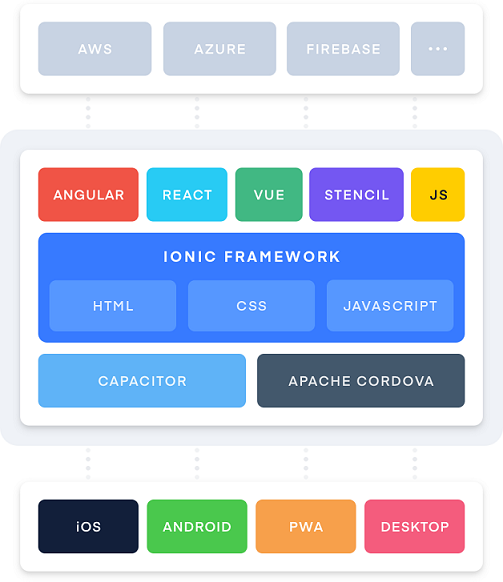 AWS AZURE FIREBASE ...
ANGULAR REACT VUE STENCIL JS
IONIC FRAMEWORK
HTML CSS JAVASCRIPT
CAPACITOR APACHE CORDOVA
iOS ANDROID PWA DESKTOP